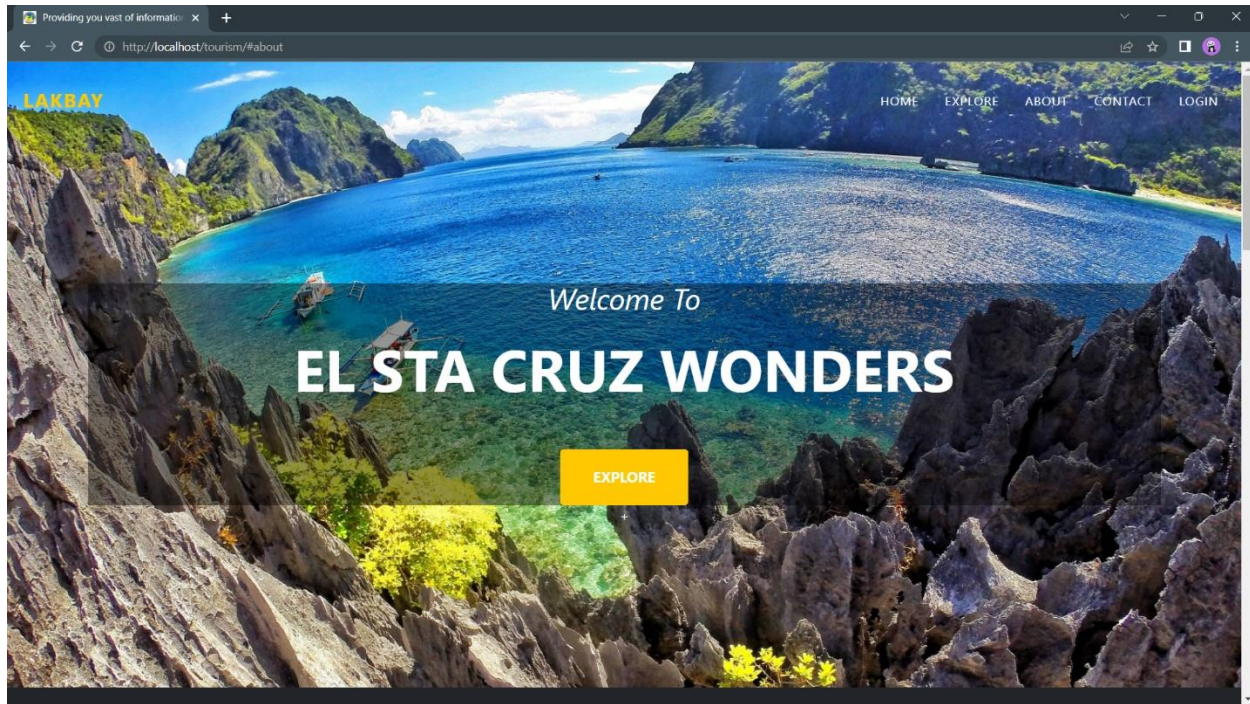 Providing you vast of informatio
http://localhost/tourism/#about
LAKBAY
HOME EXPLORE ABOUT CONTACT LOGIN
Welcome To
EL STA CRUZ WONDERS
EXPLORE